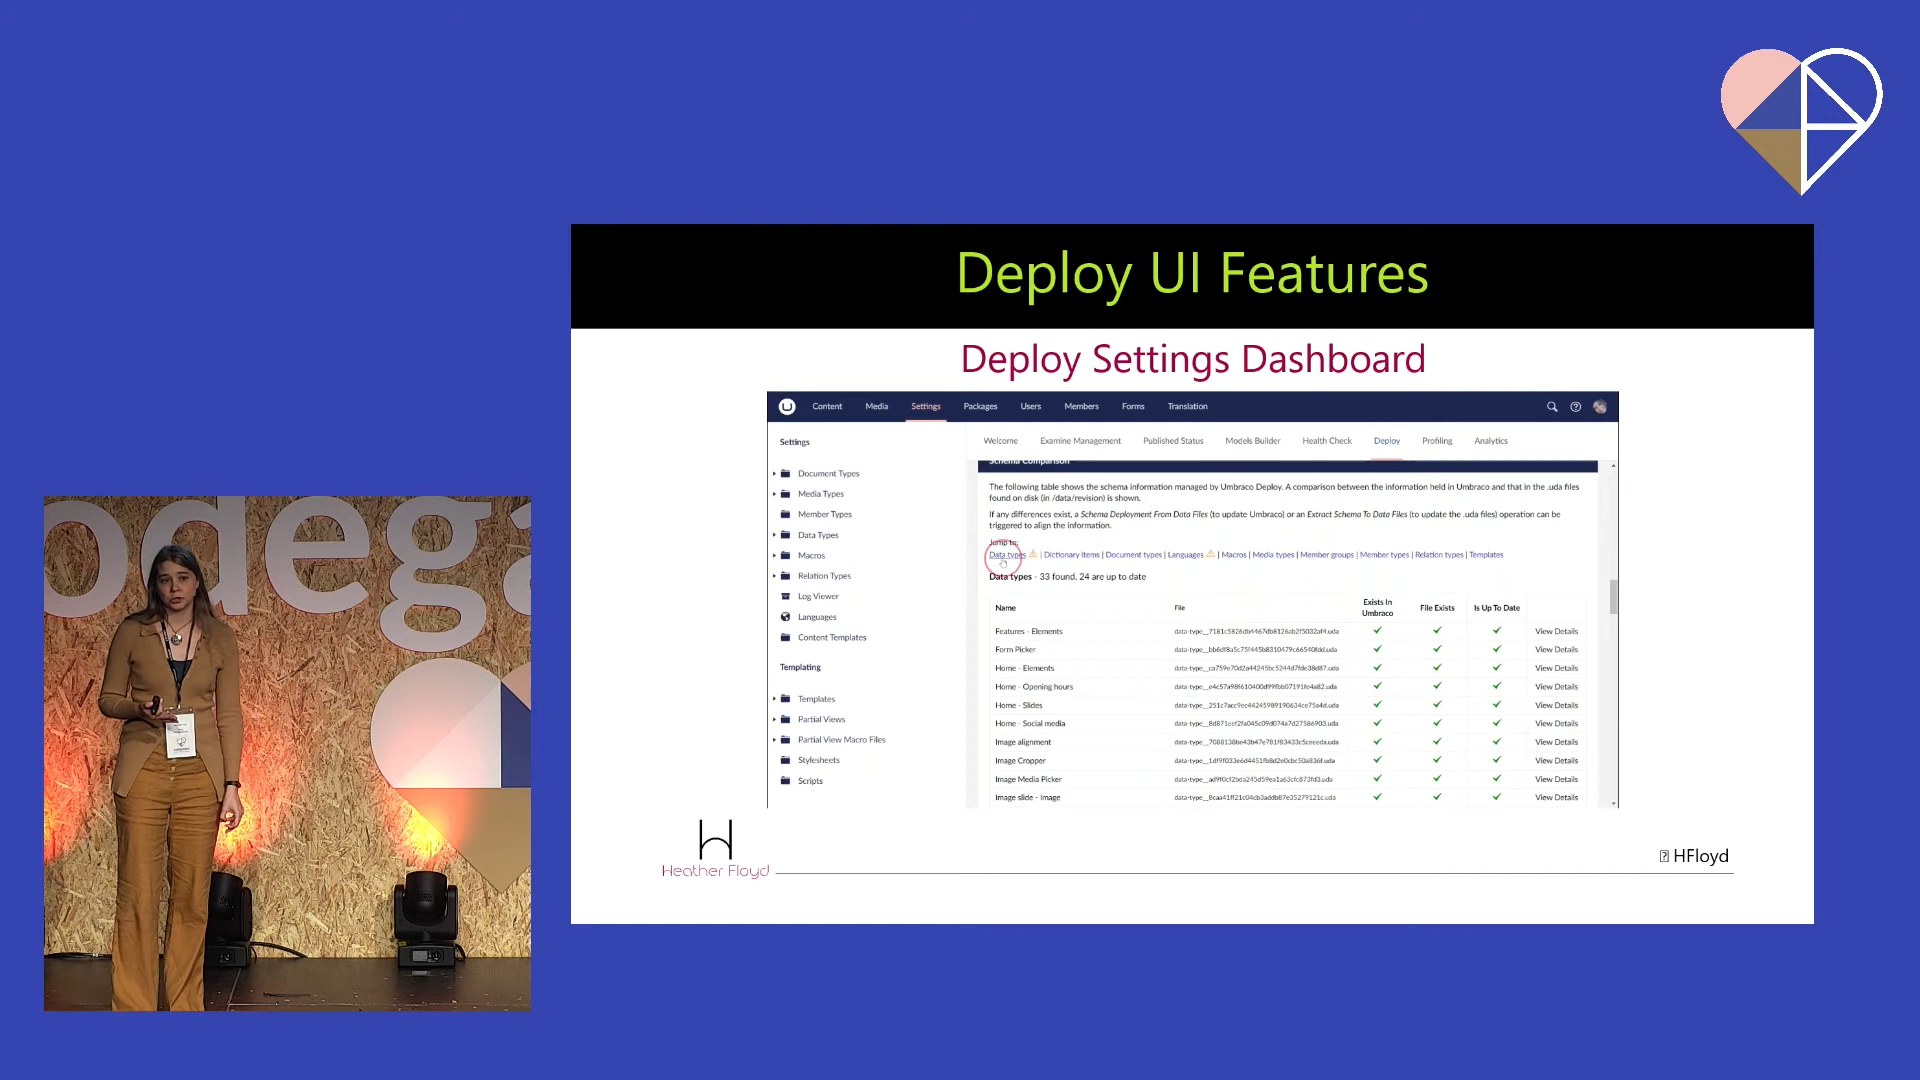 odega
Deploy UI Features
Deploy Settings Dashboard
Content Media Settings Packages Users Members Forms Translation
Settings
Document Types
Media Types
Member Types
Data Types
Macros
Relation Types
Log Viewer
Languages
Content Templates
Templating
Templates
Partial Views
Partial View Macro Files
Stylesheets
Scripts
Welcome Examine Management Published Status Models Builder Health Check Deploy Profiling Analytics
Schema Comparison
The following table shows the schema information managed by Umbraco Deploy. A comparison between the information held in Umbraco and that in the .uda files
found on disk (in /data/revision) is shown.
If any differences exist, a Schema Deployment From Data Files (to update Umbraco) or an Extract Schema To Data Files (to update the .uda files) operation can be
triggered to align the information.
Jump to:
Data types | Dictionary items | Document types | Languages | Macros | Media types | Member groups | Member types | Relation types | Templates
Data types - 33 found, 24 are up to date
Name File Exists In Umbraco File Exists Is Up To Date
Features - Elements View Details
Form Picker View Details
Home - Elements View Details
Home - Opening hours View Details
Home - Slides View Details
Home - Social media View Details
Image alignment View Details
Image Cropper View Details
Image Media Picker View Details
Image slide - Image View Details
H
Heather Floyd
HFloyd